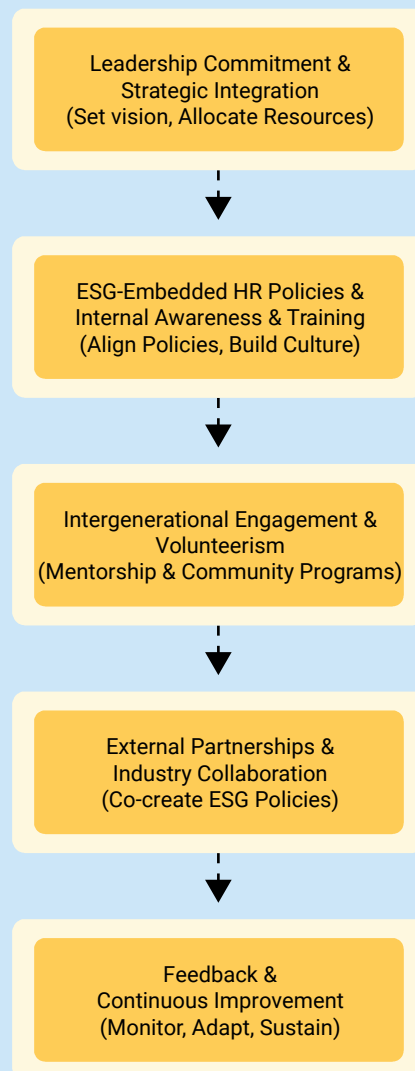 Leadership Commitment &
Strategic Integration
(Set vision, Allocate Resources)
ESG-Embedded HR Policies &
Internal Awareness & Training
(Align Policies, Build Culture)
Intergenerational Engagement &
Volunteerism
(Mentorship & Community Programs)
External Partnerships &
Industry Collaboration
(Co-create ESG Policies)
Feedback &
Continuous Improvement
(Monitor, Adapt, Sustain)